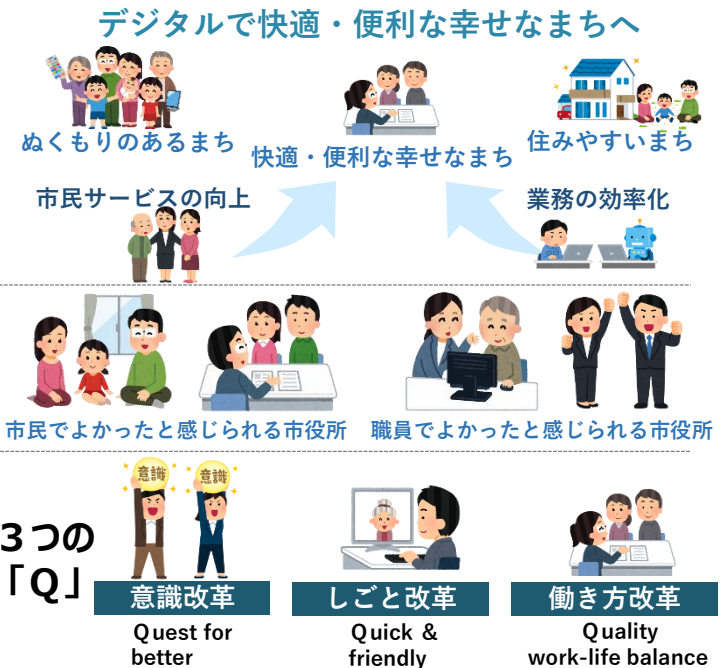 デジタルで快適・便利な幸せなまちへ
ぬくもりのあるまち
快適・便利な幸せなまち
住みやすいまち
市民サービスの向上
業務の効率化
市民でよかったと感じられる市役所
職員でよかったと感じられる市役所
意識
意識
３つの
「Q」
意識改革
しごと改革
働き方改革
Quest for
better
Quick &
friendly
Quality
work-life balance